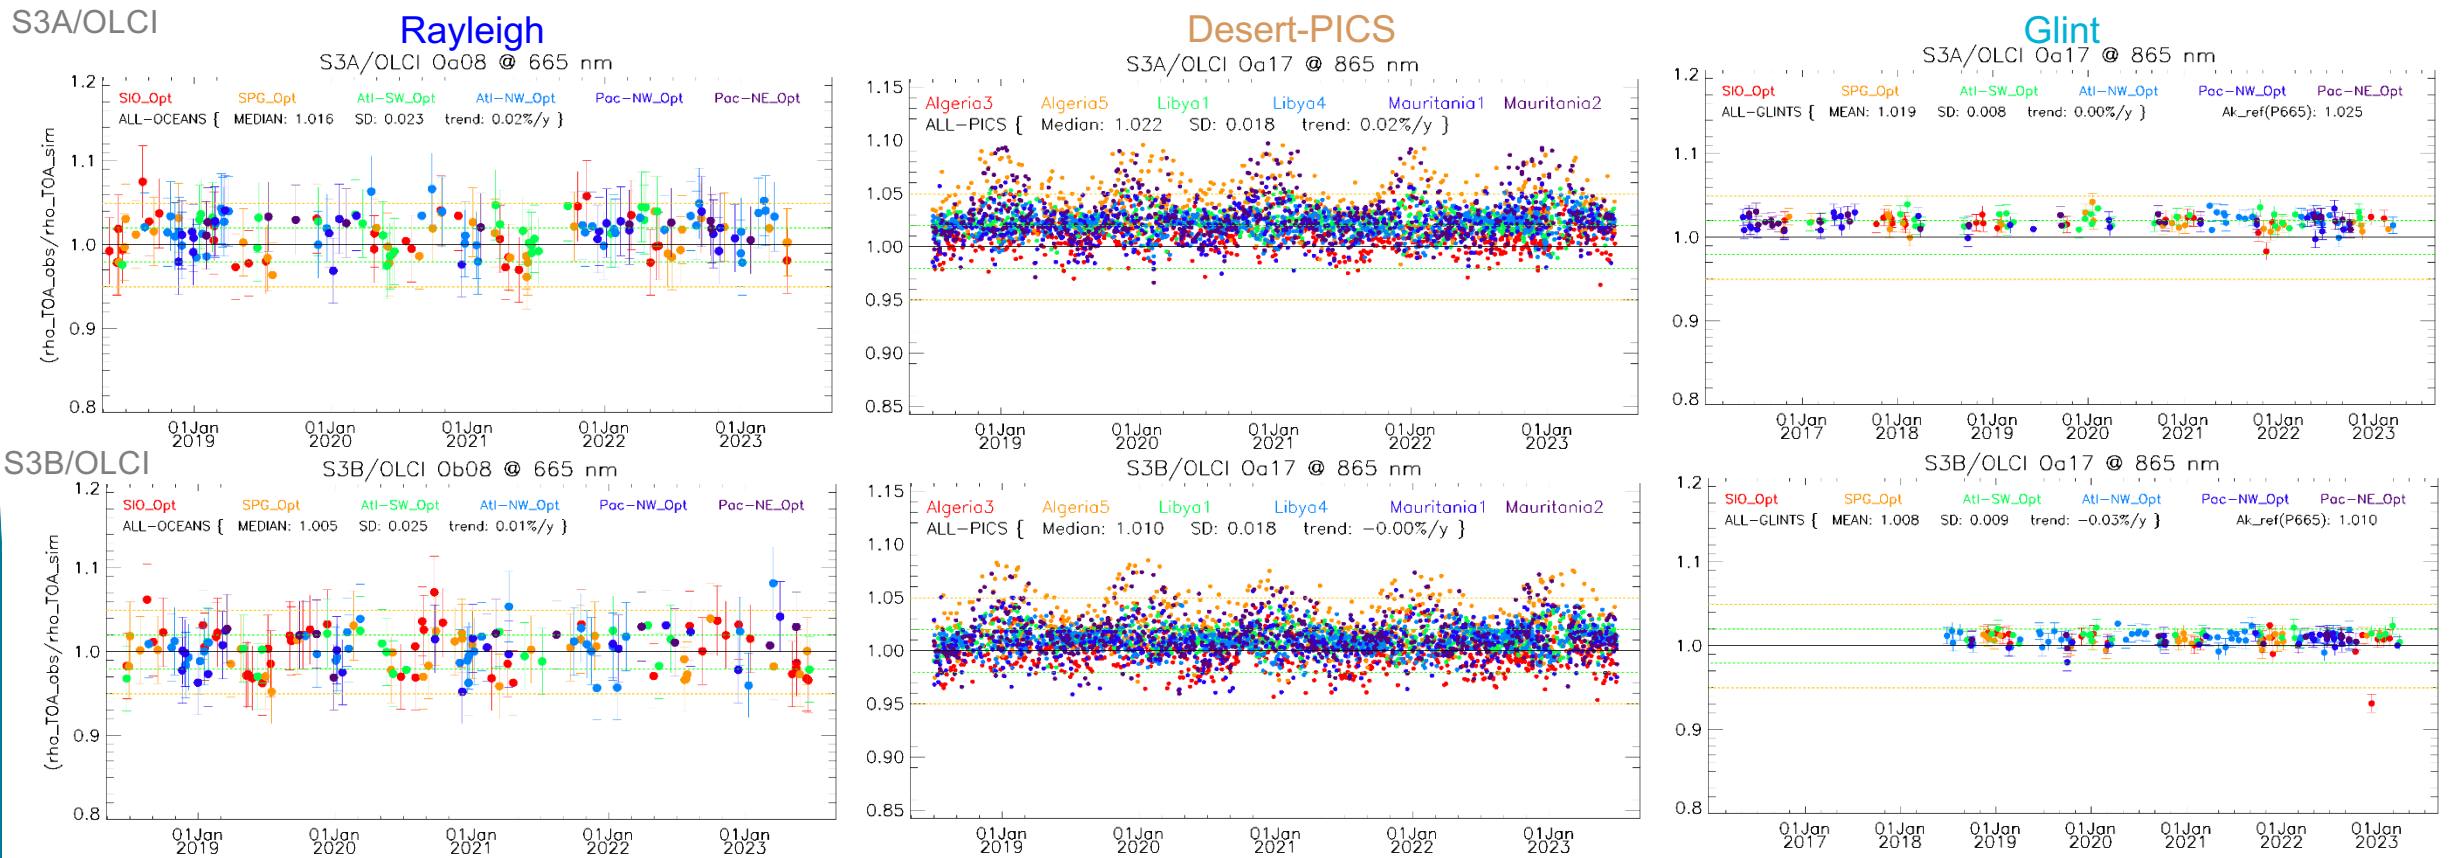 S3A/OLCI
Rayleigh
S3A/OLCI Oa08 @ 665 nm
(rho_TOA_obs/rho_TOA_sim
1.2
1.1
1.0
0.9
0.8
SIO_Opt SPG_Opt Atl-SW_Opt Atl-NW_Opt Pac-NW_Opt Pac-NE_Opt
ALL-OCEANS { MEDIAN: 1.016 SD: 0.023 trend: 0.02%/y }
01Jan 01Jan 01Jan 01Jan 01Jan
2019 2020 2021 2022 2023
Desert-PICS
S3A/OLCI Oa17 @ 865 nm
1.15
1.10
1.05
1.00
0.95
0.90
0.85
Algeria3 Algeria5 Libya1 Libya4 Mauritania1 Mauritania2
ALL-PICS { Median: 1.022 SD: 0.018 trend: 0.02%/y }
01Jan 01Jan 01Jan 01Jan 01Jan
2019 2020 2021 2022 2023
Glint
S3A/OLCI Oa17 @ 865 nm
1.2
1.1
1.0
0.9
0.8
SIO_Opt SPG_Opt Atl-SW_Opt Atl-NW_Opt Pac-NW_Opt Pac-NE_Opt
ALL-GLINTS { MEAN: 1.019 SD: 0.008 trend: 0.00%/y } Ak_ref(P665): 1.025
01Jan 01Jan 01Jan 01Jan 01Jan 01Jan 01Jan
2017 2018 2019 2020 2021 2022 2023
S3B/OLCI
S3B/OLCI Ob08 @ 665 nm
(rho_TOA_obs/rho_TOA_sim
1.2
1.1
1.0
0.9
0.8
SIO_Opt SPG_Opt Atl-SW_Opt Atl-NW_Opt Pac-NW_Opt Pac-NE_Opt
ALL-OCEANS { MEDIAN: 1.005 SD: 0.025 trend: 0.01%/y }
01Jan 01Jan 01Jan 01Jan 01Jan
2019 2020 2021 2022 2023
S3B/OLCI Oa17 @ 865 nm
1.15
1.10
1.05
1.00
0.95
0.90
0.85
Algeria3 Algeria5 Libya1 Libya4 Mauritania1 Mauritania2
ALL-PICS { Median: 1.010 SD: 0.018 trend: -0.00%/y }
01Jan 01Jan 01Jan 01Jan 01Jan
2019 2020 2021 2022 2023
S3B/OLCI Oa17 @ 865 nm
1.2
1.1
1.0
0.9
0.8
SIO_Opt SPG_Opt Atl-SW_Opt Atl-NW_Opt Pac-NW_Opt Pac-NE_Opt
ALL-GLINTS { MEAN: 1.008 SD: 0.009 trend: -0.03%/y } Ak_ref(P665): 1.010
01Jan 01Jan 01Jan 01Jan 01Jan 01Jan 01Jan
2017 2018 2019 2020 2021 2022 2023